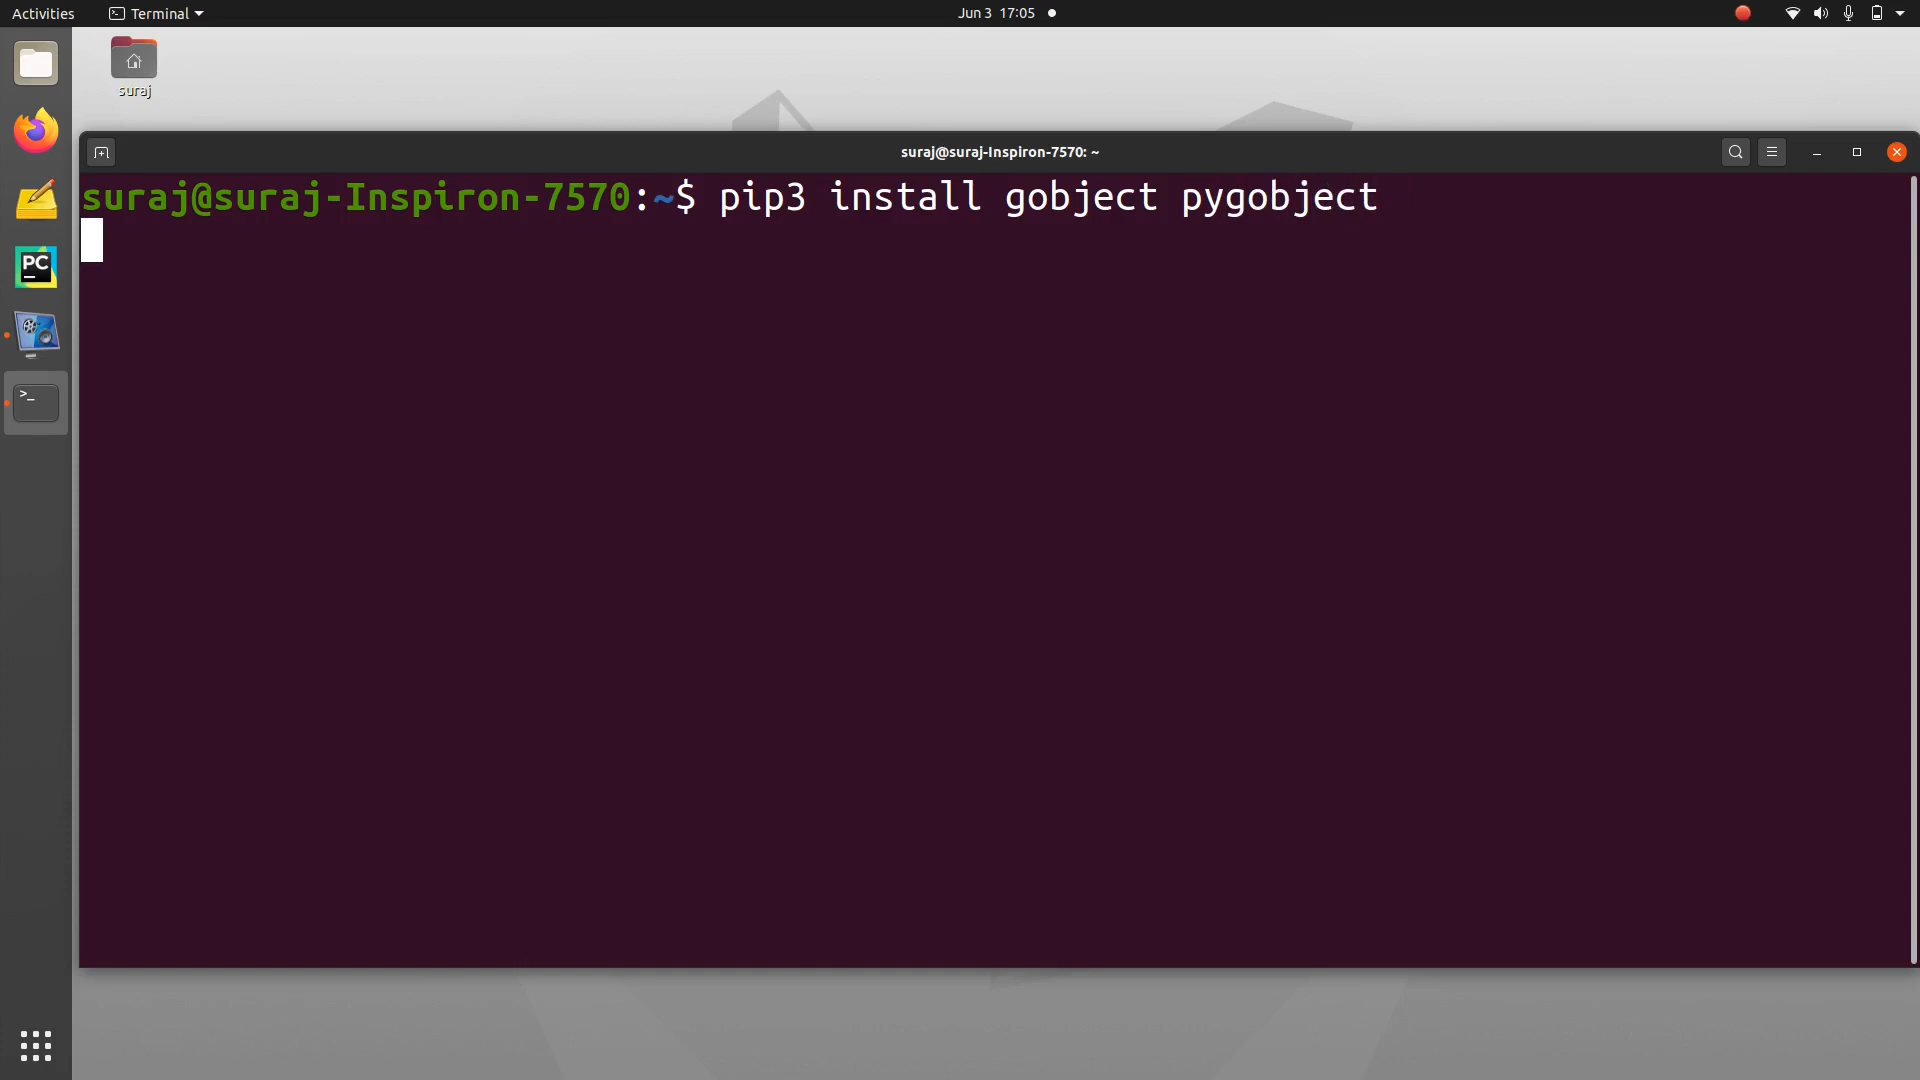 Activities
Terminal
Jun 3 17:05
suraj
suraj@suraj-Inspiron-7570: ~
suraj@suraj-Inspiron-7570:~$ pip3 install gobject pygobject
PC
>_